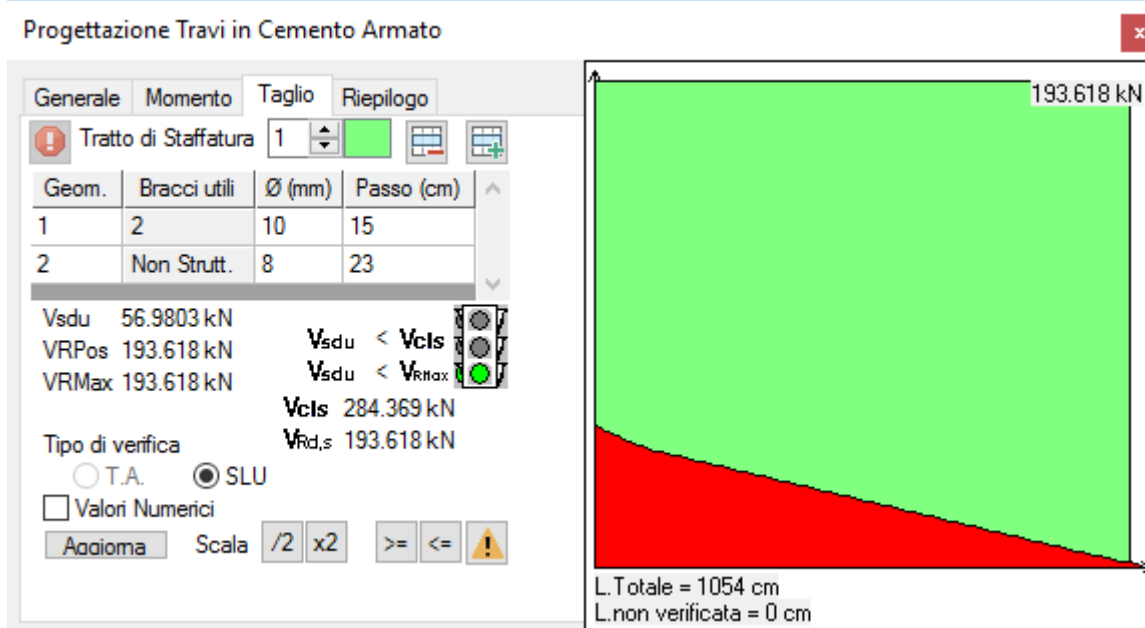 Progettazione Travi in Cemento Armato
x
Generale Momento Taglio Riepilogo
Tratto di Staffatura 1
Geom. Bracci utili Ø (mm) Passo (cm)
1 2 10 15
2 Non Strutt. 8 23
Vsdu 56.9803 kN
VRPos 193.618 kN
VRMax 193.618 kN
Vsdu < Vcls
Vsdu < VRMax
Vcls 284.369 kN
VRd,s 193.618 kN
Tipo di verifica
T.A. SLU
Valori Numerici
Aggiorna Scala /2 x2 >= <=
193.618 kN
L.Totale = 1054 cm
L.non verificata = 0 cm